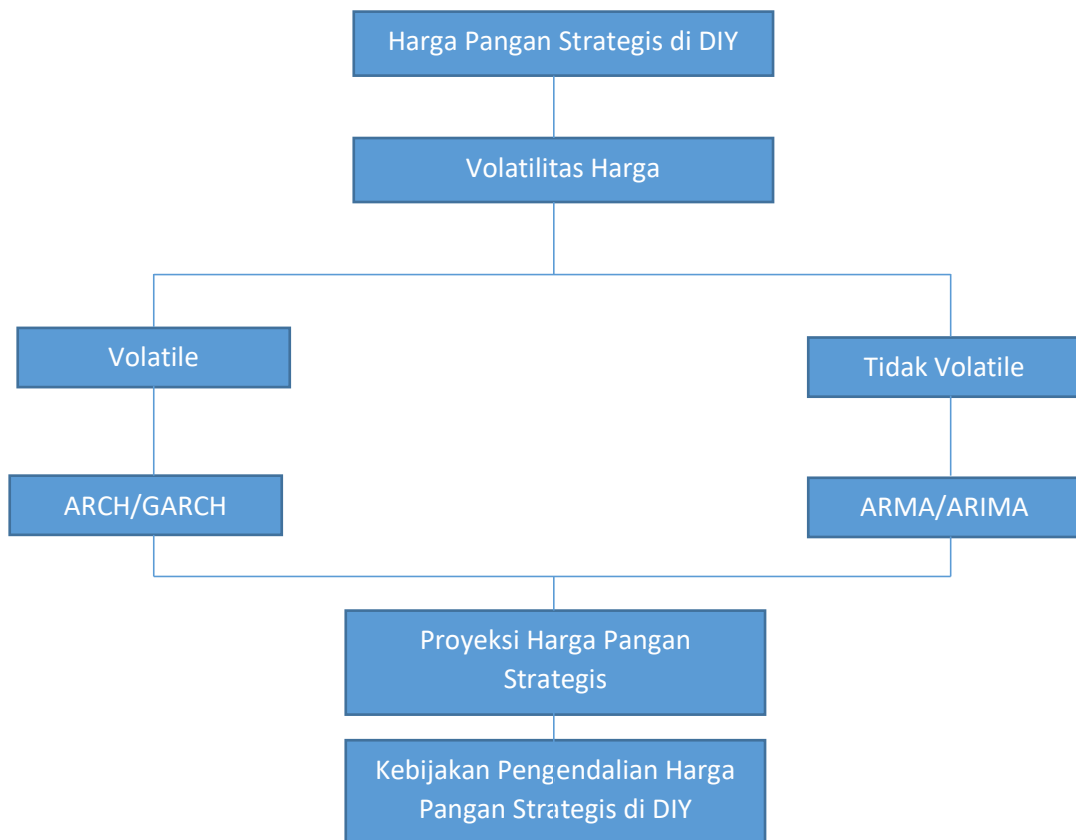 Harga Pangan Strategis di DIY
Volatilitas Harga
Volatile
Tidak Volatile
ARCH/GARCH
ARMA/ARIMA
Proyeksi Harga Pangan
Strategis
Kebijakan Pengendalian Harga
Pangan Strategis di DIY